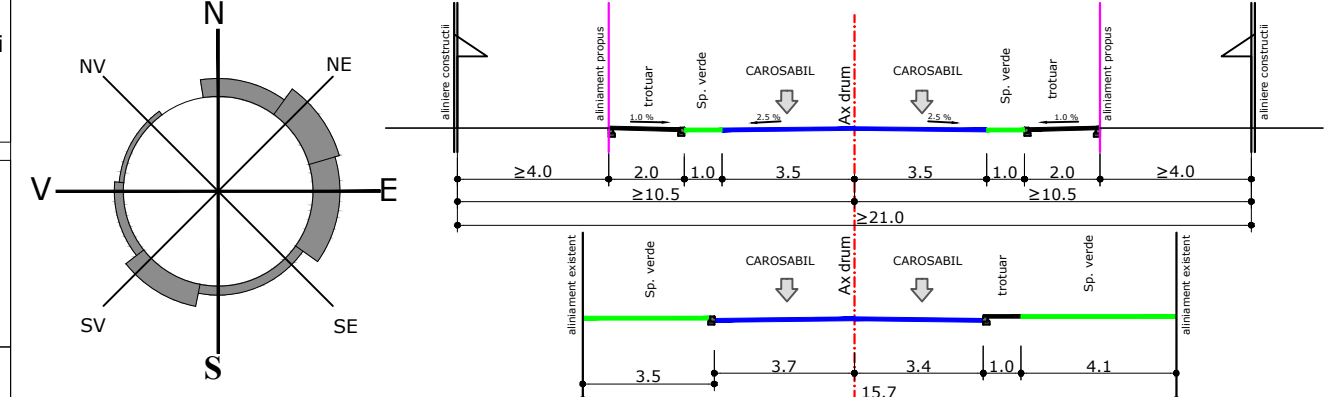 i
N
NV
NE
V
E
SV
SE
S
aliniere constructii
aliniament propus
trotuar
Sp. verde
CAROSABIL
Ax drum
CAROSABIL
Sp. verde
trotuar
aliniament propus
aliniere constructii
1.0 %
2.5 %
2.5 %
1.0 %
≥4.0
2.0
1.0
3.5
3.5
1.0
2.0
≥4.0
≥10.5
≥10.5
≥21.0
aliniament existent
Sp. verde
CAROSABIL
Ax drum
CAROSABIL
trotuar
Sp. verde
aliniament existent
3.5
3.7
3.4
1.0
4.1
15.7